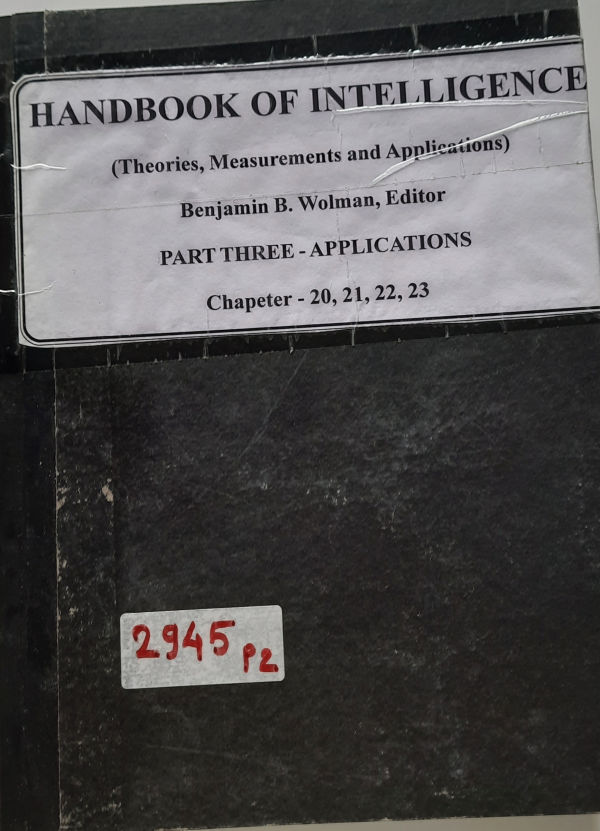 HANDBOOK OF INTELLIGENCE
(Theories, Measurements and Applications)
Benjamin B. Wolman, Editor
PART THREE - APPLICATIONS
Chapeter - 20, 21, 22, 23
2945 P2